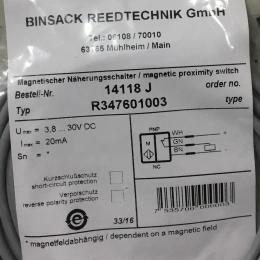 BINSACK REEDTECHNIK GmbH
Tel.: 06108 / 70010
63165 Mühlheim / Main
Magnetischer Näherungsschalter / magnetic proximity switch
Bestell-Nr. 14118 J order no.
Typ R347601003 type
Umax = 3,8 ... 30V DC
Imax = 20mA
Sn = *
PNP
WH
GN
BN
M
NC
Kurzschlußschutz
short-circuit protection
Verpolschutz
reverse polarity protection
33/16
* magnetfeldabhängig / dependent on a magnetic field